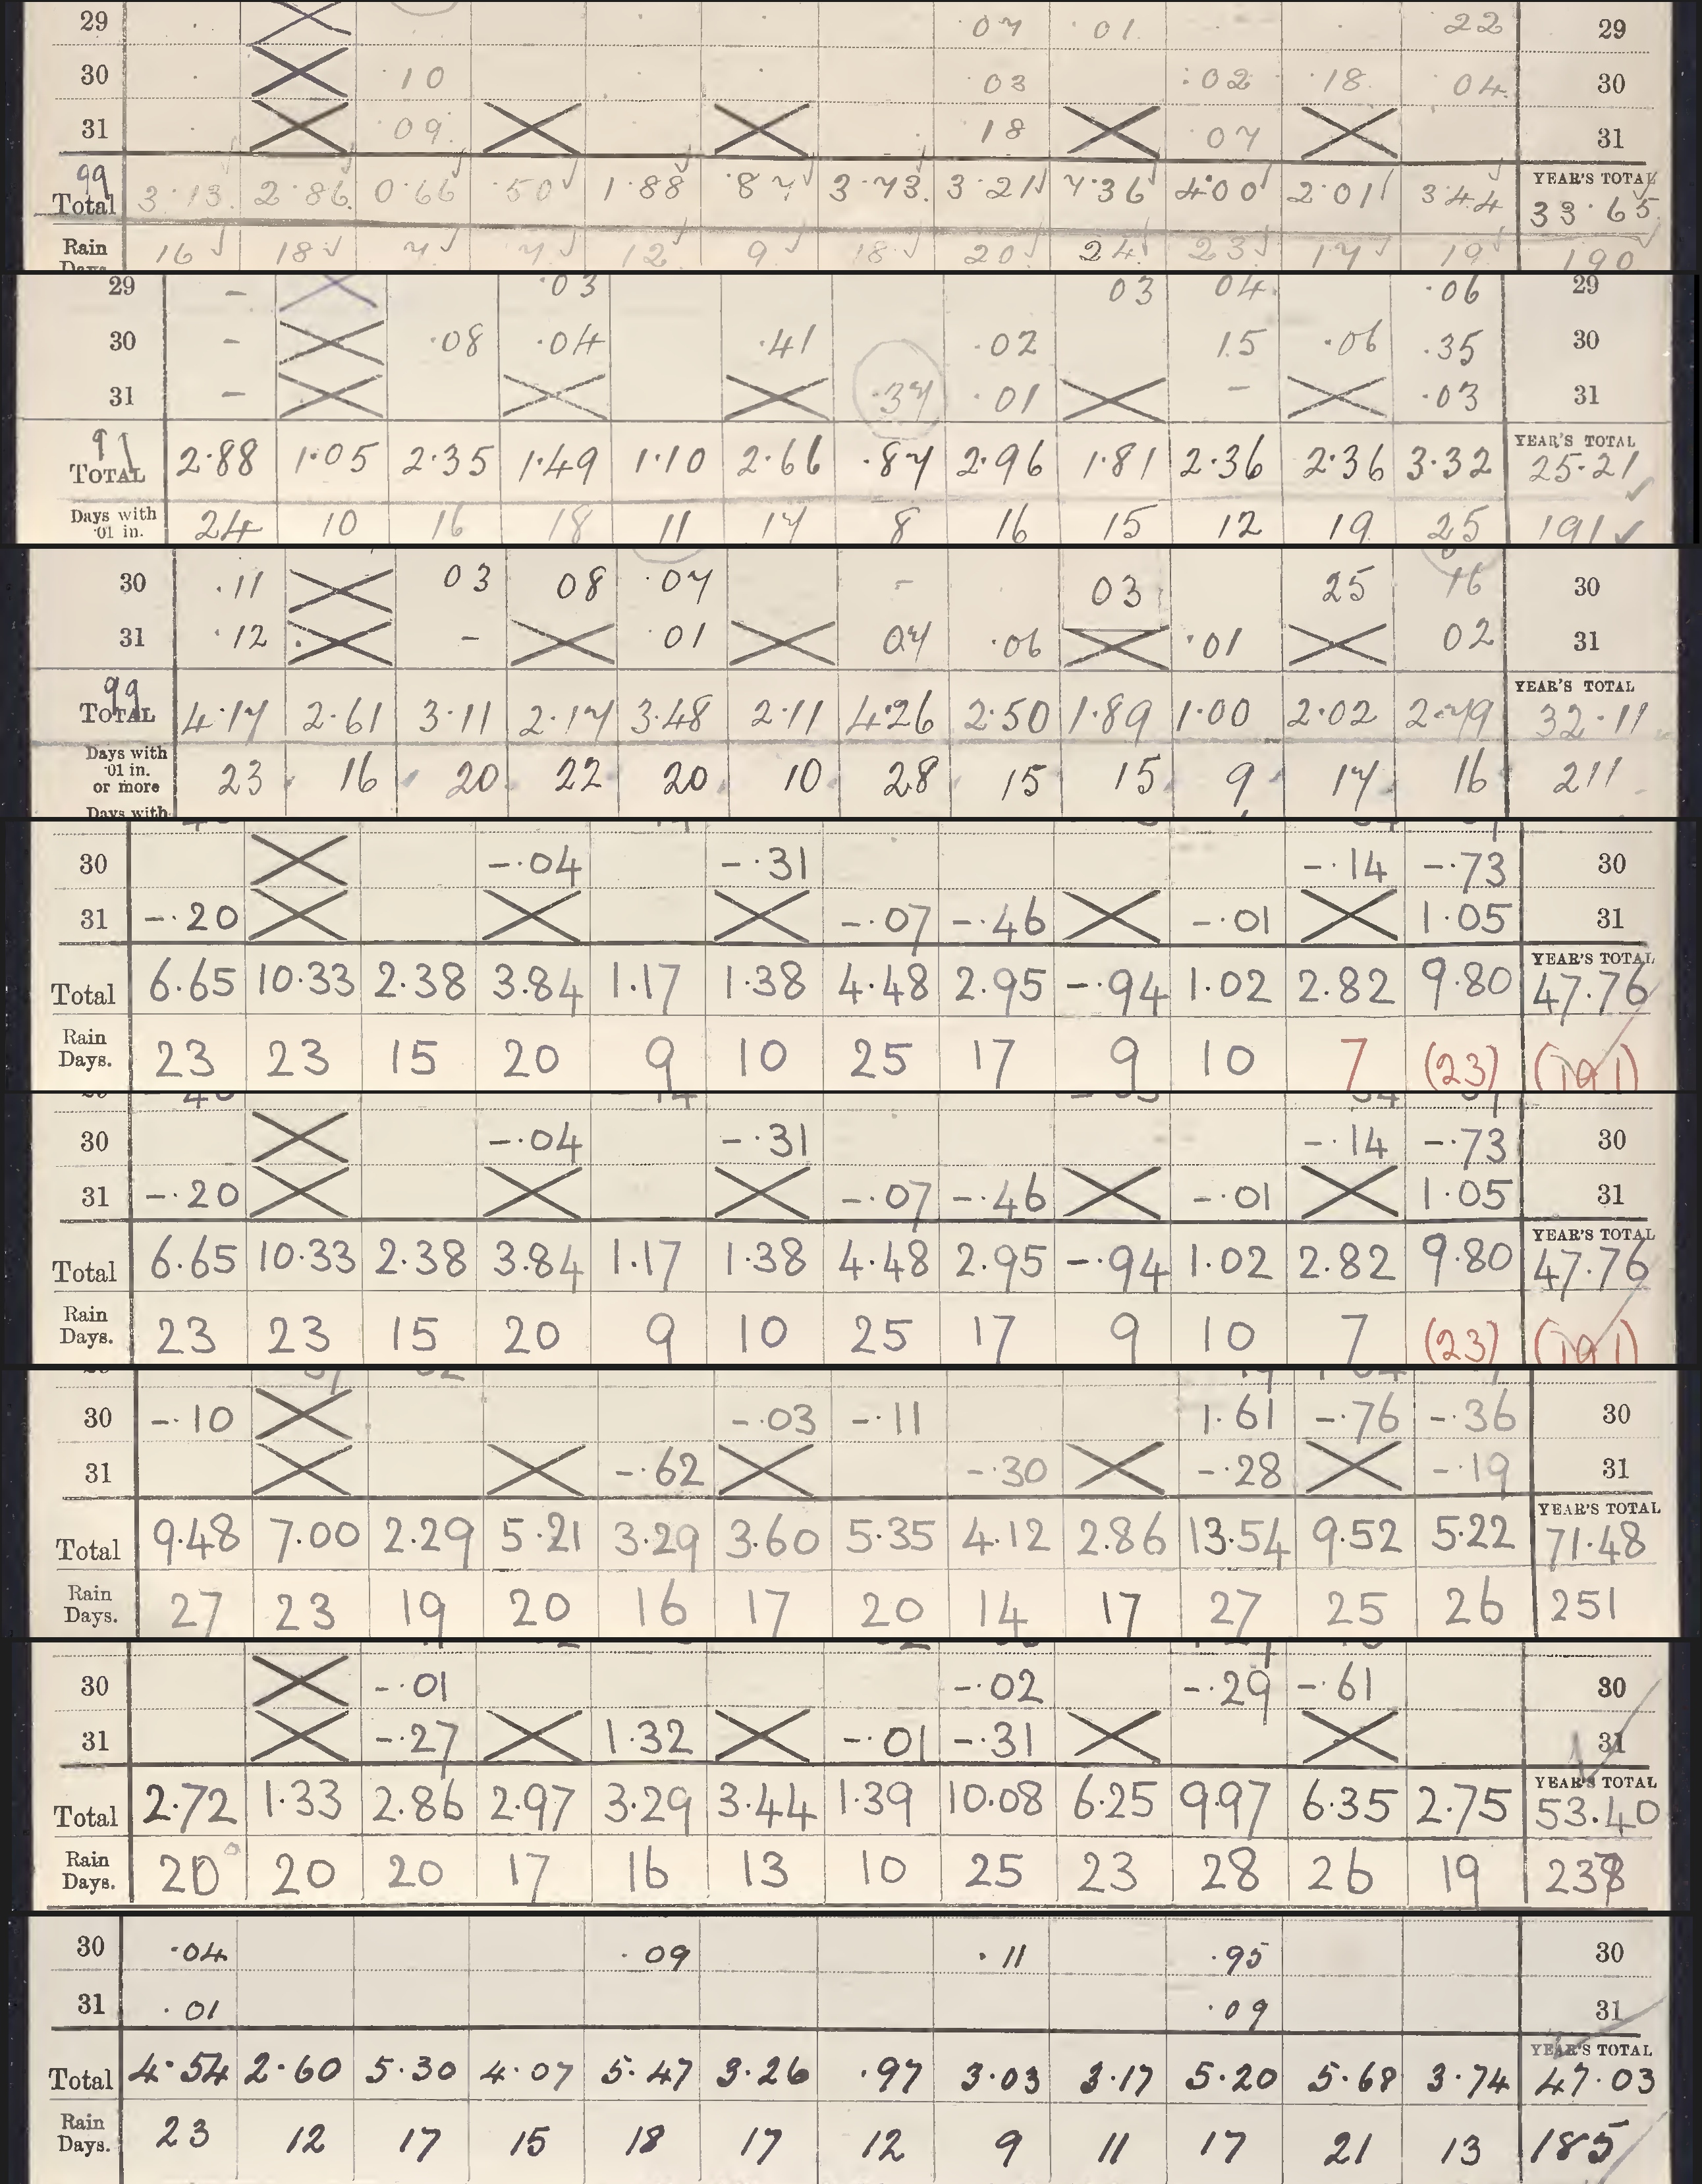 29 · · 07 · 01 · 22 29
30 · · 10 · 03 · 02 · 18 04 30
31 · 09 · 18 07 31
99
YEAR'S TOTAL
Total 3·13 2·86 0·66 ·50 1·88 ·87 3·73 3·21 7·36 4·00 2·01 3·44 33·65
Rain 16 18 7 7 12 9 18 20 24 23 17 19 190
29 – ·03 03 04 ·06 29
30 – ·08 ·04 ·41 ·02 15 ·06 ·35 30
31 – ·37 ·01 – ·03 31
YEAR'S TOTAL
TOTAL 2·88 1·05 2·35 1·49 1·10 2·66 ·87 2·96 1·81 2·36 2·36 3·32 25·21
Days with
·01 in. 24 10 16 18 11 17 8 16 15 12 19 25 191
30 ·11 03 08 ·07 – 03 25 16 30
31 ·12 – 01 07 ·06 ·01 02 31
99
YEAR'S TOTAL
TOTAL 4·17 2·61 3·11 2·17 3·48 2·11 4·26 2·50 1·89 1·00 2·02 2·79 32·11
Days with
·01 in.
or more 23 16 20 22 20 10 28 15 15 9 17 16 211
Days with
30 –·04 –·31 –·14 –·73 30
31 –·20 –·07 –·46 –·01 1·05 31
YEAR'S TOTAL
Total 6.65 10·33 2·38 3·84 1·17 1·38 4·48 2·95 –·94 1·02 2.82 9·80 47·76
Rain
Days. 23 23 15 20 9 10 25 17 9 10 7 (23) (191)
30 –·04 –·31 –·14 –·73 30
31 –·20 –·07 –·46 –·01 1·05 31
YEAR'S TOTAL
Total 6.65 10·33 2·38 3·84 1·17 1·38 4·48 2·95 –·94 1·02 2.82 9·80 47·76
Rain
Days. 23 23 15 20 9 10 25 17 9 10 7 (23) (191)
30 –·10 –·03 –·11 1·61 –·76 –·36 30
31 –·62 –·30 –·28 –·19 31
YEAR'S TOTAL
Total 9·48 7.00 2·29 5·21 3·29 3·60 5·35 4·12 2·86 13·54 9·52 5·22 71·48
Rain
Days. 27 23 19 20 16 17 20 14 17 27 25 26 251
30 –·01 –·02 –·29 –·61 30
31 –·27 1·32 –·01 –·31 31
YEAR'S TOTAL
Total 2·72 1·33 2·86 2·97 3·29 3·44 1·39 10·08 6·25 9·97 6·35 2·75 53·40
Rain
Days. 20 20 20 17 16 13 10 25 23 28 26 19
30 ·04 ·09 ·11 ·95 30
31 ·01 ·09 31
YEAR'S TOTAL
Total 4·54 2·60 5·30 4·07 5·47 3·26 ·97 3·03 3·17 5·20 5·68 3·74 47·03
Rain
Days. 23 12 17 15 18 17 12 9 11 17 21 13 185